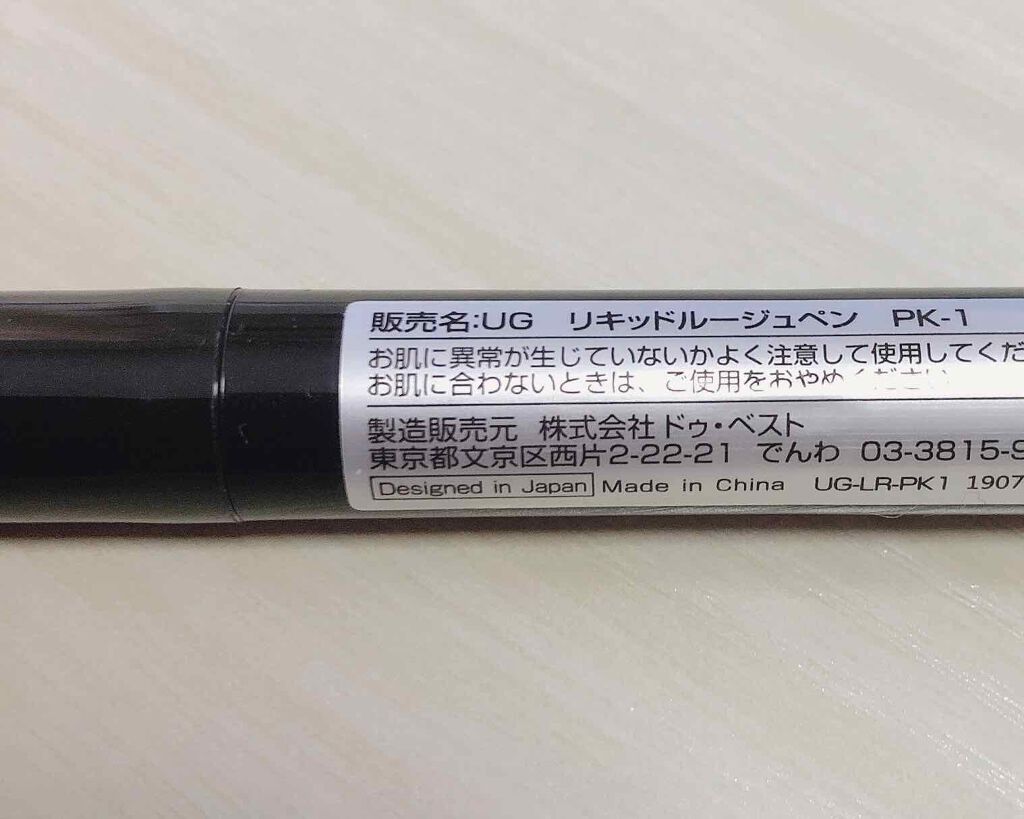 販売名:UG リキッドルージュペン PK-1
お肌に異常が生じていないかよく注意して使用してくだ
お肌に合わないときは、ご使用をおやめください
製造販売元 株式会社 ドゥ・ベスト
東京都文京区西片2-22-21 でんわ 03-3815-9
Designed in Japan Made in China UG-LR-PK1 1907